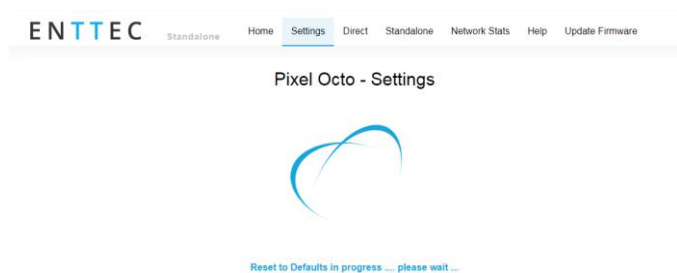 ENTTEC Standalone Home Settings Direct Standalone Network Stats Help Update Firmware
Pixel Octo - Settings
Reset to Defaults in progress .... please wait ...